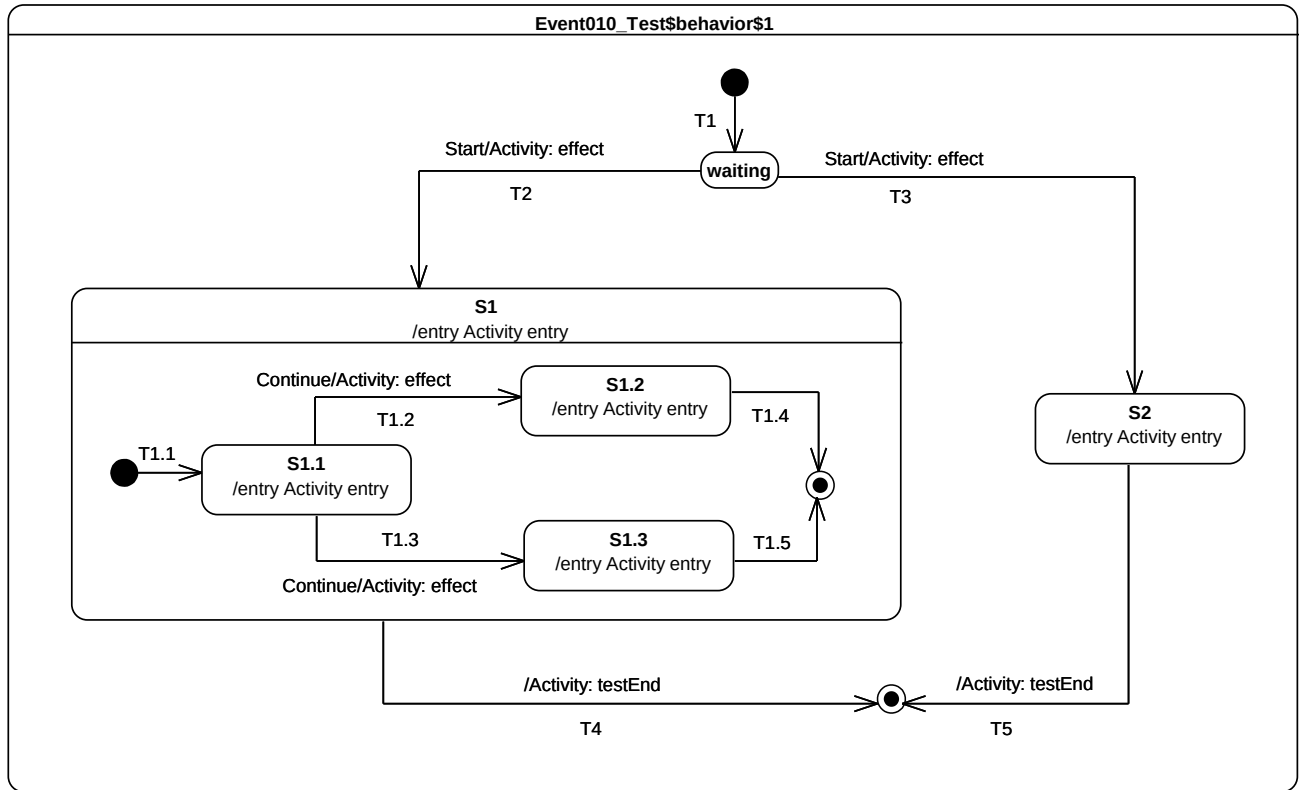 Event010_Test$behavior$1
T1
Start/Activity: effect
Start/Activity: effect
waiting
T2
T3
S1
/entry Activity entry
Continue/Activity: effect
S1.2
/entry Activity entry
T1.2
T1.4
S2
/entry Activity entry
T1.1
S1.1
/entry Activity entry
T1.3
S1.3
/entry Activity entry
T1.5
Continue/Activity: effect
/Activity: testEnd
/Activity: testEnd
T4
T5